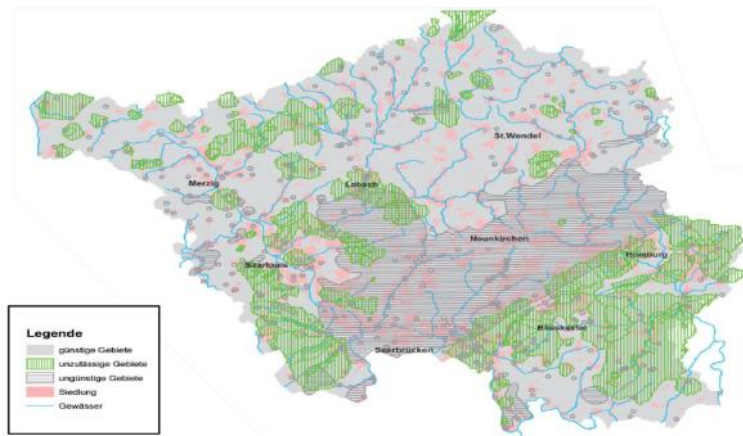 St.Wendel
Merzig
Lebach
Neunkirchen
Homburg
Saarlouis
Blieskastel
Saarbrücken
Legende
günstige Gebiete
unzulässige Gebiete
ungünstige Gebiete
Siedlung
Gewässer